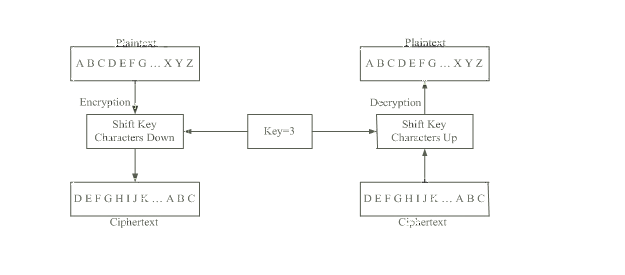 Plaintext
A B C D E F G ... X Y Z
Encryption
Shift Key
Characters Down
D E F G H I J K ... A B C
Ciphertext
Key=3
Plaintext
A B C D E F G ... X Y Z
Decryption
Shift Key
Characters Up
D E F G H I J K ... A B C
Ciphertext